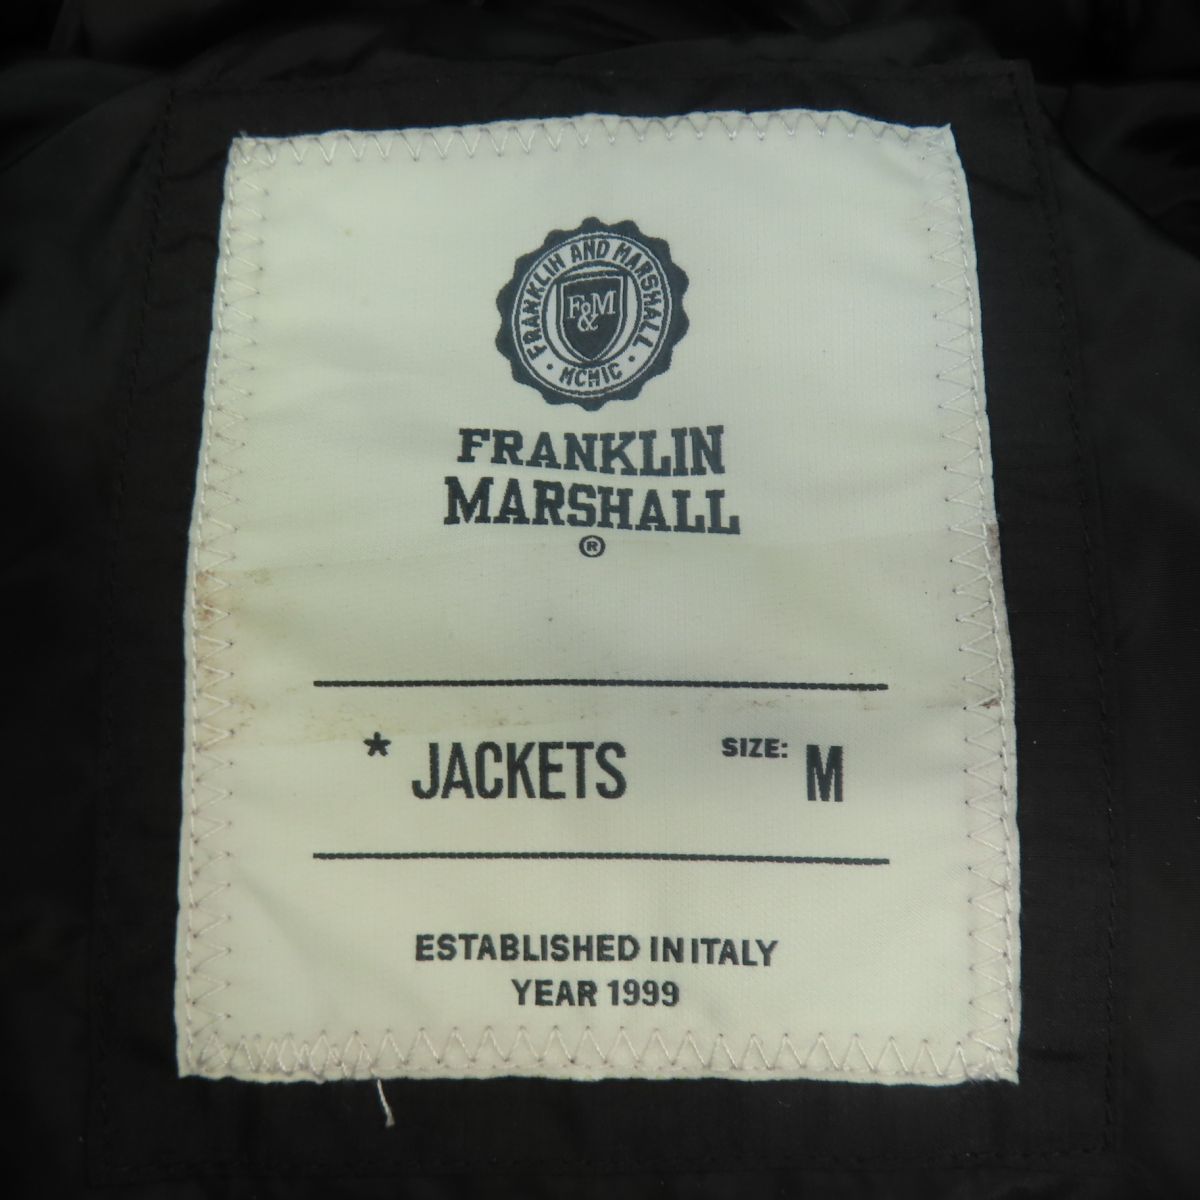 FRANKLIN AND MARSHALL
F&M
• MCMIC •
FRANKLIN
MARSHALL
®
* JACKETS SIZE: M
ESTABLISHED IN ITALY
YEAR 1999